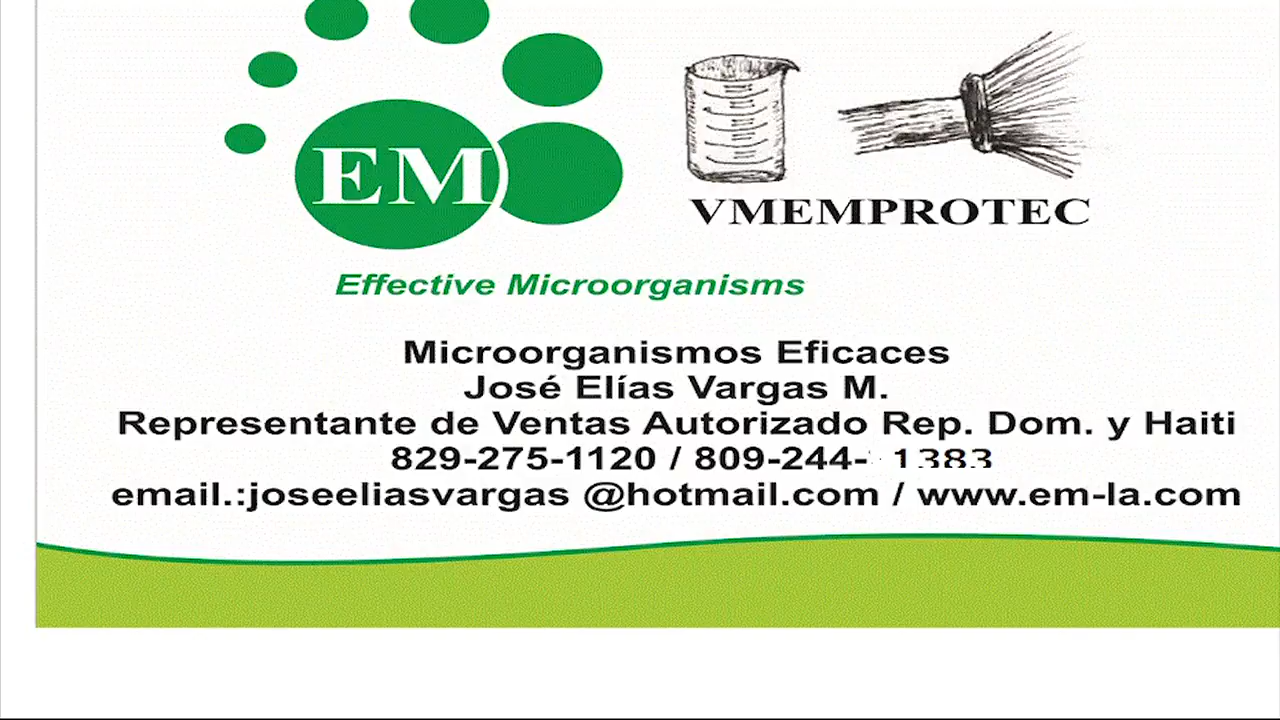 EM
VMEMPROTEC
Effective Microorganisms
Microorganismos Eficaces
José Elías Vargas M.
Representante de Ventas Autorizado Rep. Dom. y Haiti
829-275-1120 / 809-244- 1383
email.:joseeliasvargas @hotmail.com / www.em-la.com